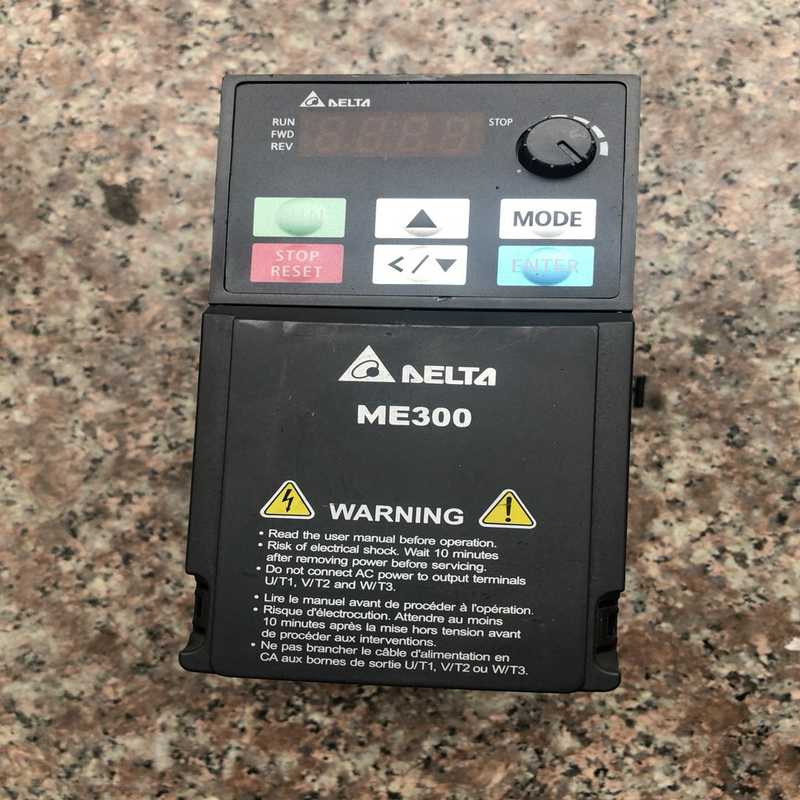 DELTA
RUN
FWD
REV
STOP
RUN
MODE
STOP
RESET
</
ENTER
DELTA
ME300
WARNING
• Read the user manual before operation.
• Risk of electrical shock. Wait 10 minutes
after removing power before servicing.
• Do not connect AC power to output terminals
U/T1, V/T2 and W/T3.
• Lire le manuel avant de procéder à l'opération.
• Risque d'électrocution. Attendre au moins
10 minutes après la mise hors tension avant
de procéder aux interventions.
• Ne pas brancher le câble d'alimentation en
CA aux bornes de sortie U/T1, V/T2 ou W/T3.